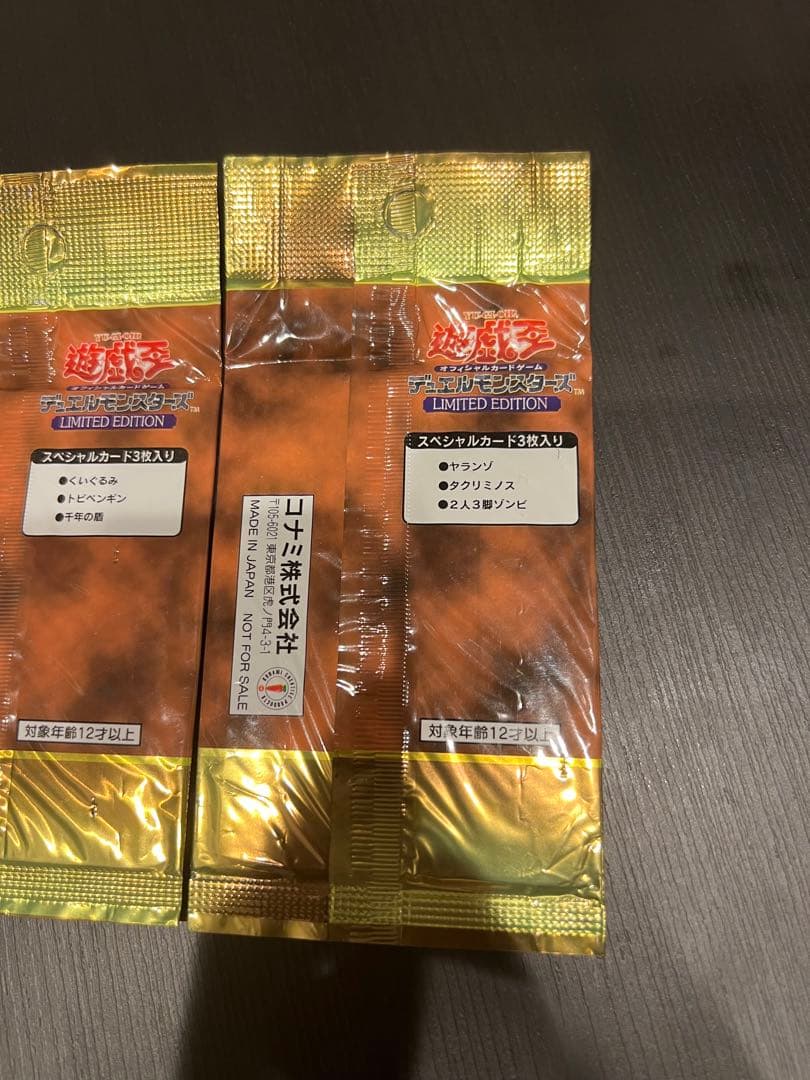 YU-GI-OH!
遊戯王
オフィシャルカードゲーム
デュエルモンスターズ™
LIMITED EDITION
スペシャルカード3枚入り
●くいぐるみ
●トビペンギン
●千年の盾
対象年齢12才以上
YU-GI-OH!
遊戯王
オフィシャルカードゲーム
デュエルモンスターズ™
LIMITED EDITION
スペシャルカード3枚入り
●ヤランゾ
●タクリミノス
●2人3脚ゾンビ
コナミ株式会社
〒105-6021 東京都港区虎ノ門4-3-1
MADE IN JAPAN NOT FOR SALE
対象年齢12才以上